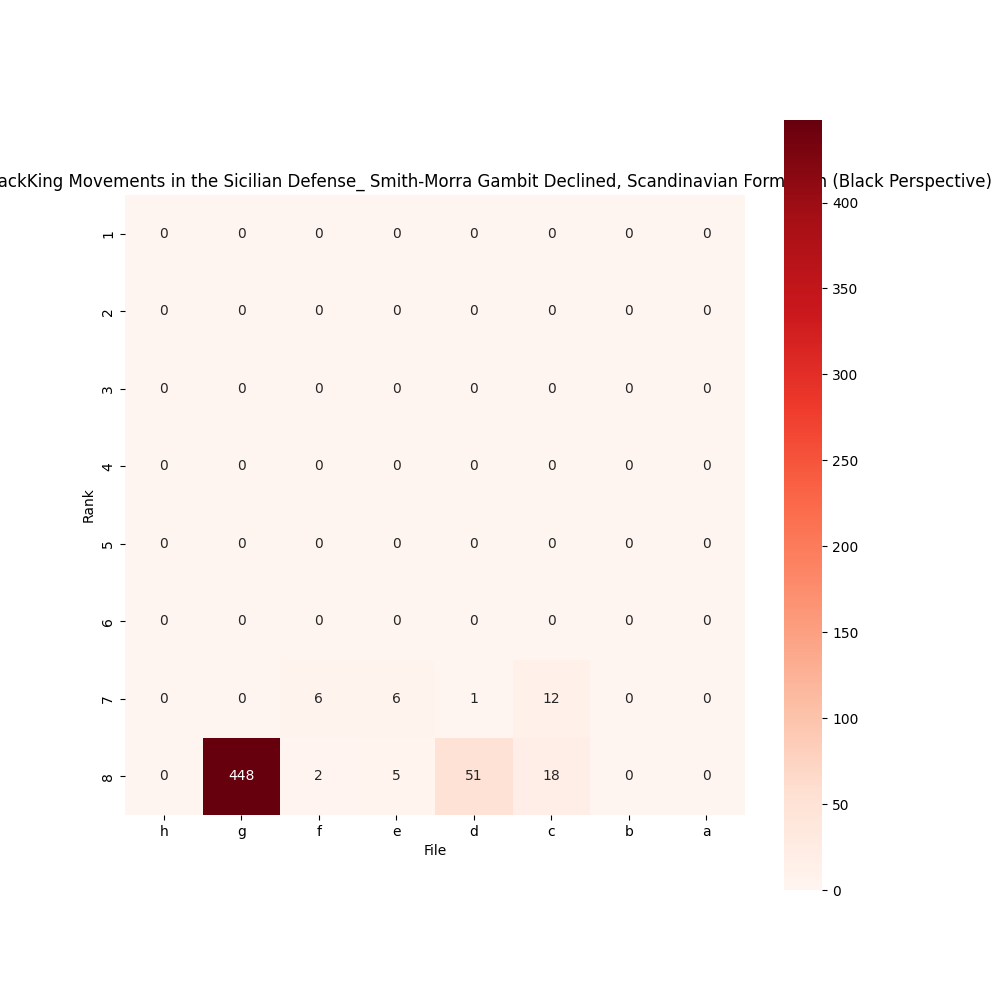 ackKing Movements in the Sicilian Defense_ Smith-Morra Gambit Declined, Scandinavian Form n (Black Perspective)
400
350
300
250
200
150
100
50
0
Rank
1 0 0 0 0 0 0 0 0
2 0 0 0 0 0 0 0 0
3 0 0 0 0 0 0 0 0
4 0 0 0 0 0 0 0 0
5 0 0 0 0 0 0 0 0
6 0 0 0 0 0 0 0 0
7 0 0 6 6 1 12 0 0
8 0 448 2 5 51 18 0 0
h g f e d c b a
File